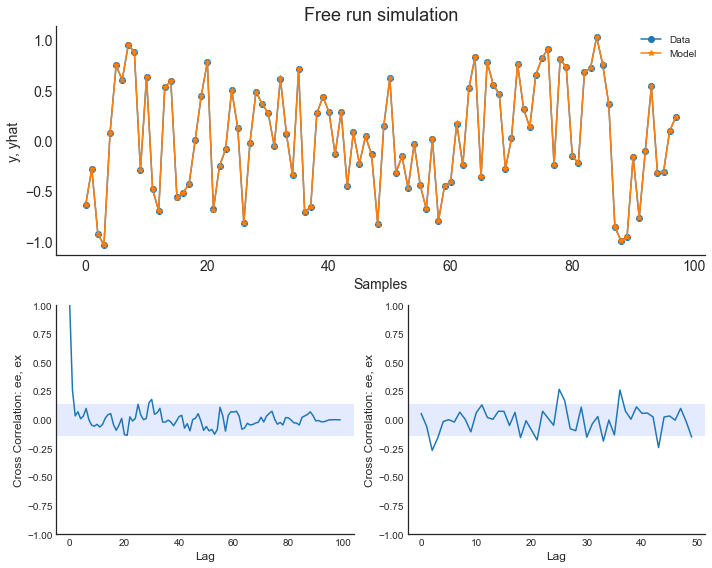 Free run simulation
Data
Model
y, yhat
1.0
0.5
0.0
−0.5
−1.0
0 20 40 60 80 100
Samples
Cross Correlation: ee, ex
1.00
0.75
0.50
0.25
0.00
−0.25
−0.50
−0.75
−1.00
0 20 40 60 80 100
Lag
Cross Correlation: ee, ex
1.00
0.75
0.50
0.25
0.00
−0.25
−0.50
−0.75
−1.00
0 10 20 30 40 50
Lag